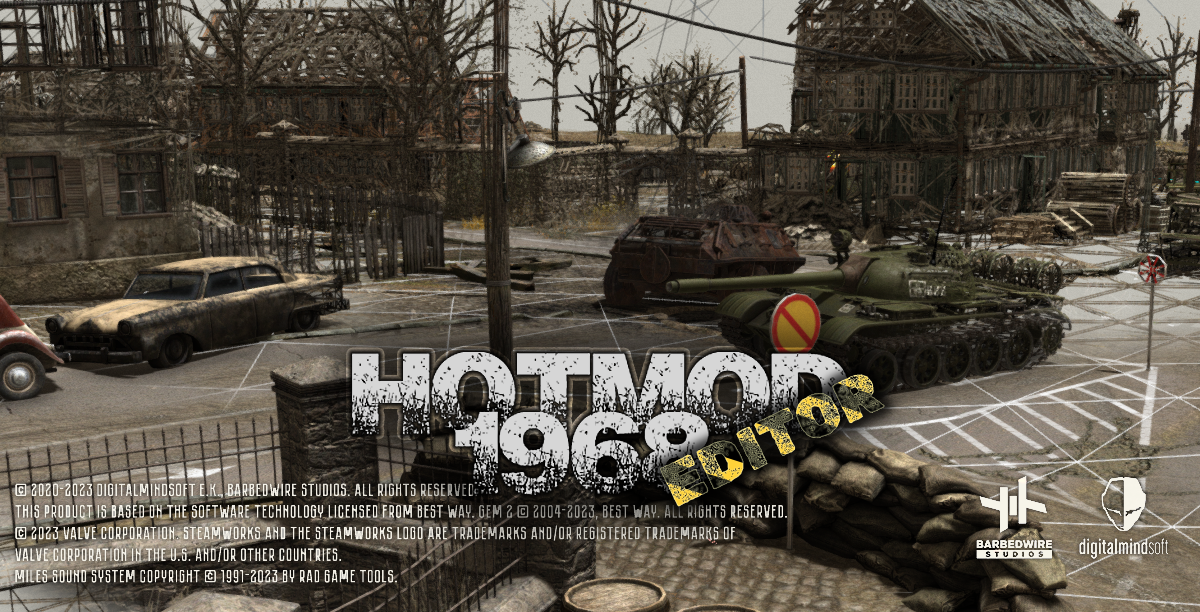 HOTMOD
1968
EDITOR
© 2020-2023 DIGITALMINDSOFT E.K., BARBEDWIRE STUDIOS. ALL RIGHTS RESERVED.
THIS PRODUCT IS BASED ON THE SOFTWARE TECHNOLOGY LICENSED FROM BEST WAY. GEM 2 © 2004-2023, BEST WAY. ALL RIGHTS RESERVED.
© 2023 VALVE CORPORATION. STEAMWORKS AND THE STEAMWORKS LOGO ARE TRADEMARKS AND/OR REGISTERED TRADEMARKS OF
VALVE CORPORATION IN THE U.S. AND/OR OTHER COUNTRIES.
MILES SOUND SYSTEM COPYRIGHT © 1991-2023 BY RAD GAME TOOLS.
BARBEDWIRE
STUDIOS
digitalmindsoft